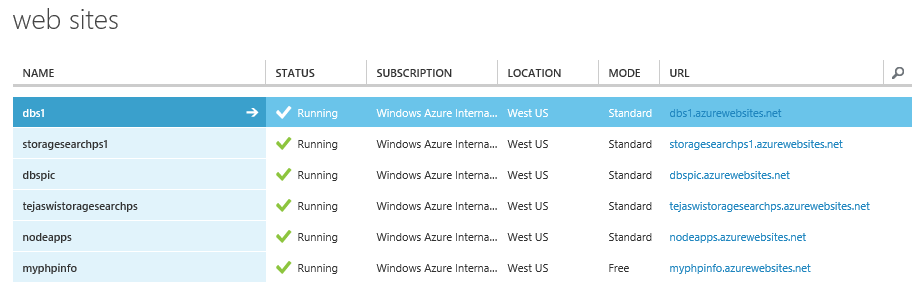 web sites
NAME STATUS SUBSCRIPTION LOCATION MODE URL
dbs1 Running Windows Azure Interna... West US Standard dbs1.azurewebsites.net
storagesearchps1 Running Windows Azure Interna... West US Standard storagesearchps1.azurewebsites.net
dbspic Running Windows Azure Interna... West US Standard dbspic.azurewebsites.net
tejaswistoragesearchps Running Windows Azure Interna... West US Standard tejaswistoragesearchps.azurewebsites.net
nodeapps Running Windows Azure Interna... West US Standard nodeapps.azurewebsites.net
myphpinfo Running Windows Azure Interna... West US Free myphpinfo.azurewebsites.net